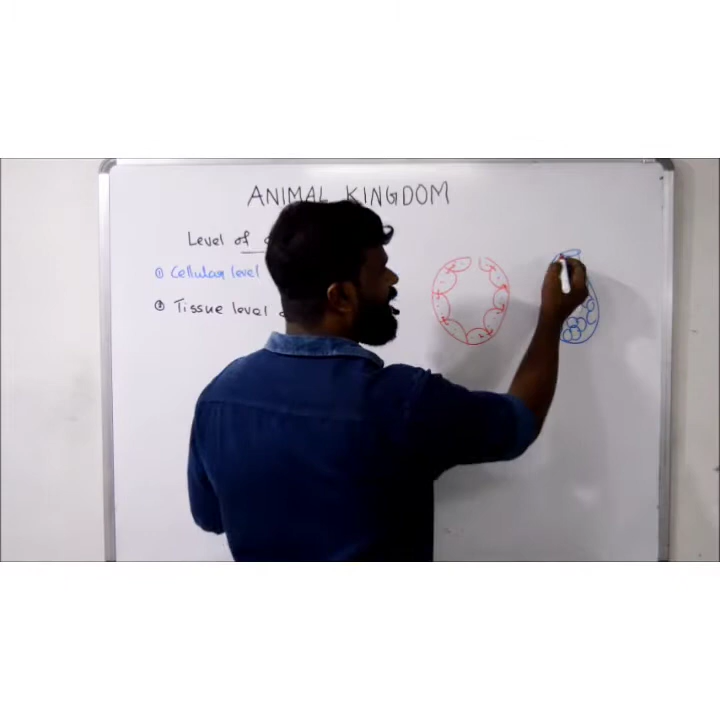 ANIMAL KINGDOM
Level of
① Cellular level
② Tissue level